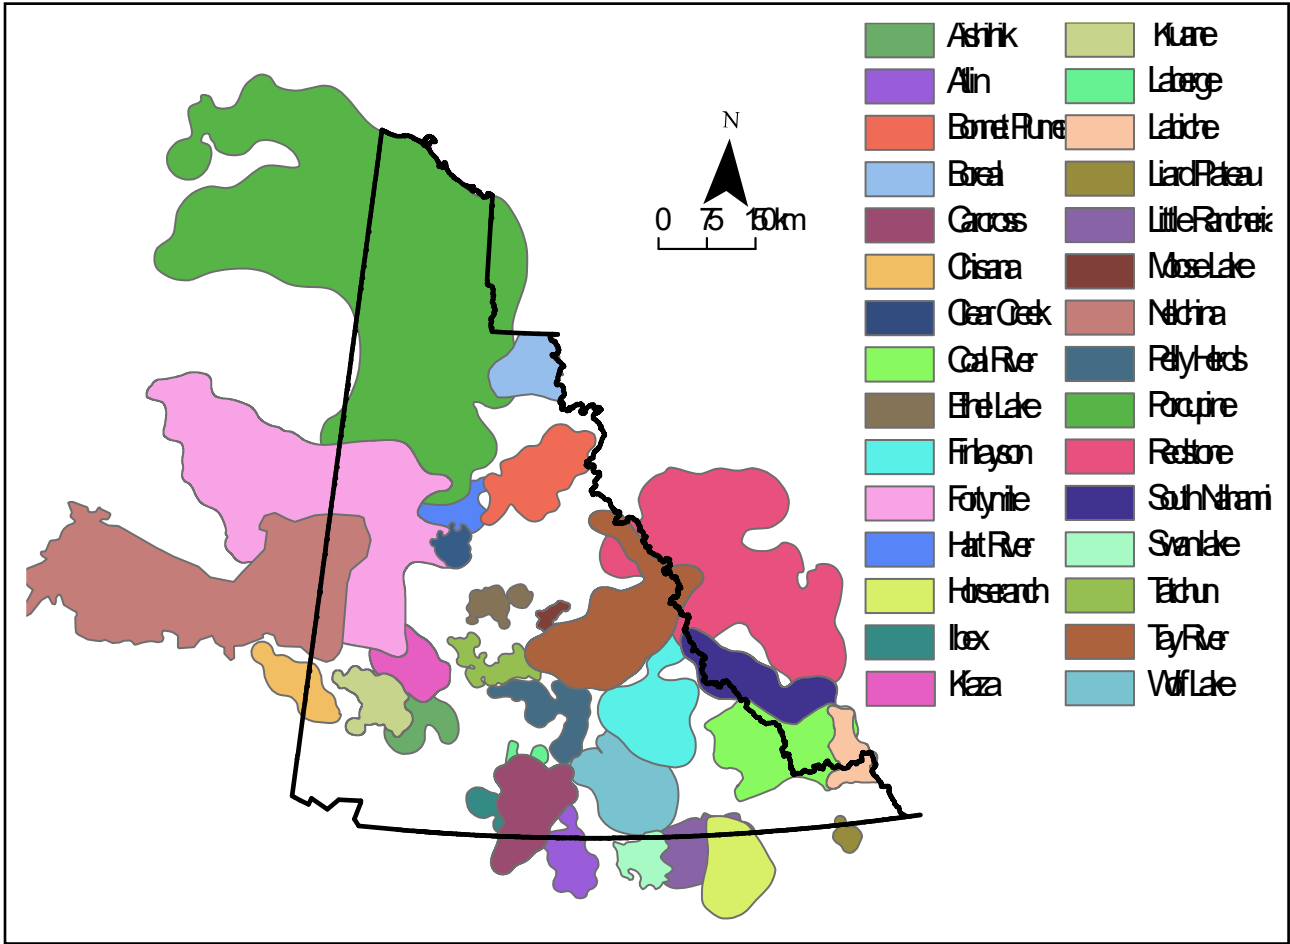 N
0 75 150 km
Aishihik
Atlin
Bonnet Plume
Boreal
Carcross
Chisana
Clear Creek
Coal River
Ethel Lake
Finlayson
Fortymile
Hart River
Horseranch
Ibex
Klaza
Kluane
Laberge
Labiche
Liard Plateau
Little Rancheria
Moose Lake
Nelchina
Pelly Herds
Porcupine
Redstone
South Nahanni
Swan Lake
Tatchun
Tay River
Wolf Lake